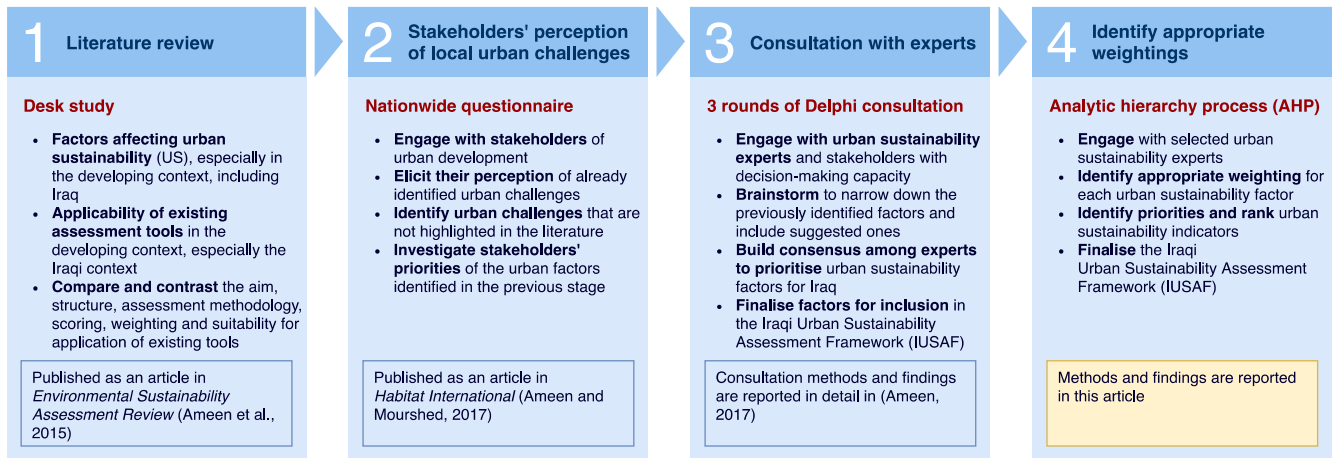 1 Literature review
Desk study
• Factors affecting urban
sustainability (US), especially in
the developing context, including
Iraq
• Applicability of existing
assessment tools in the
developing context, especially the
Iraqi context
• Compare and contrast the aim,
structure, assessment methodology,
scoring, weighting and suitability for
application of existing tools
Published as an article in
Environmental Sustainability
Assessment Review (Ameen et al.,
2015)
2 Stakeholders' perception
of local urban challenges
Nationwide questionnaire
• Engage with stakeholders of
urban development
• Elicit their perception of already
identified urban challenges
• Identify urban challenges that are
not highlighted in the literature
• Investigate stakeholders'
priorities of the urban factors
identified in the previous stage
Published as an article in
Habitat International (Ameen and
Mourshed, 2017)
3 Consultation with experts
3 rounds of Delphi consultation
• Engage with urban sustainability
experts and stakeholders with
decision-making capacity
• Brainstorm to narrow down the
previously identified factors and
include suggested ones
• Build consensus among experts
to prioritise urban sustainability
factors for Iraq
• Finalise factors for inclusion in
the Iraqi Urban Sustainability
Assessment Framework (IUSAF)
Consultation methods and findings
are reported in detail in (Ameen,
2017)
4 Identify appropriate
weightings
Analytic hierarchy process (AHP)
• Engage with selected urban
sustainability experts
• Identify appropriate weighting for
each urban sustainability factor
• Identify priorities and rank urban
sustainability indicators
• Finalise the Iraqi
Urban Sustainability Assessment
Framework (IUSAF)
Methods and findings are reported
in this article